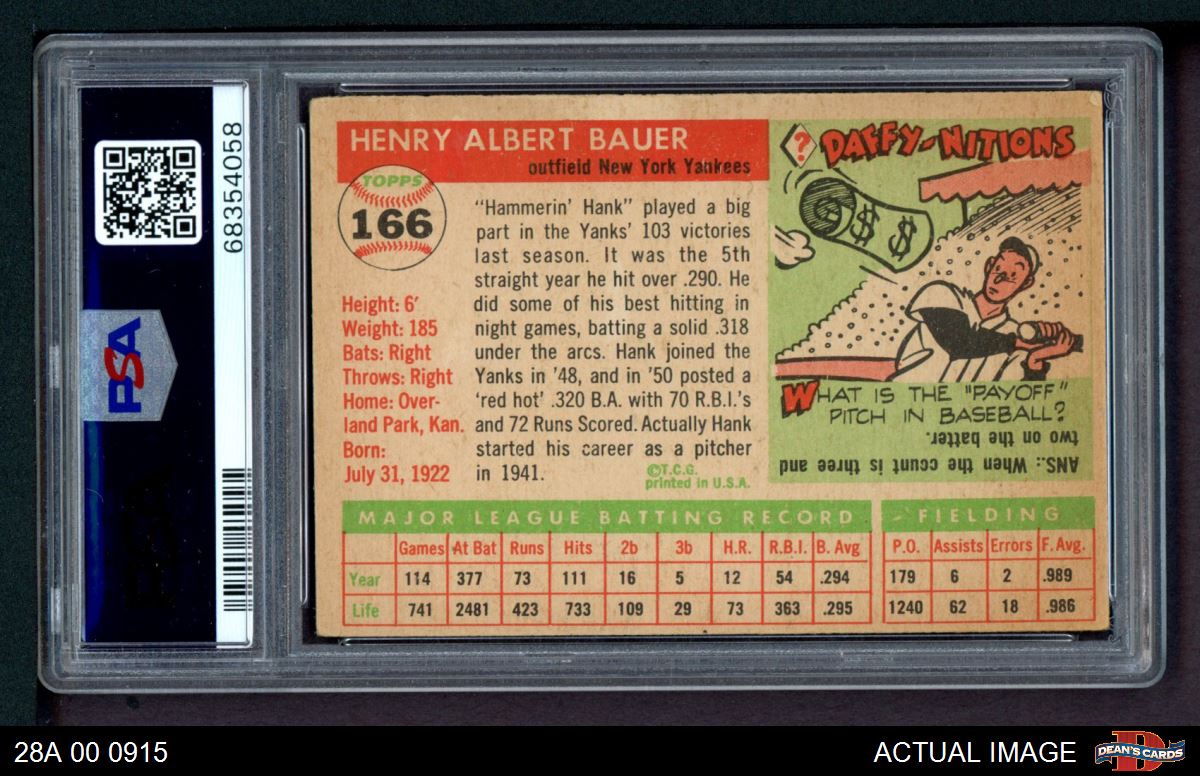 68354058
PSA
HENRY ALBERT BAUER
outfield New York Yankees
TOPPS
166
"Hammerin' Hank" played a big
part in the Yanks' 103 victories
last season. It was the 5th
straight year he hit over .290. He
did some of his best hitting in
night games, batting a solid .318
under the arcs. Hank joined the
Yanks in '48, and in '50 posted a
'red hot' .320 B.A. with 70 R.B.I.'s
and 72 Runs Scored. Actually Hank
started his career as a pitcher
in 1941.
©T.C.G.
printed in U.S.A.
Height: 6'
Weight: 185
Bats: Right
Throws: Right
Home: Over-
land Park, Kan.
Born:
July 31, 1922
? DAFFY-NITIONS
$ $
WHAT IS THE "PAYOFF"
PITCH IN BASEBALL?
ANS.: When the count is three and
two on the batter.
MAJOR LEAGUE BATTING RECORD
Games At Bat Runs Hits 2b 3b H.R. R.B.I. B. Avg
Year 114 377 73 111 16 5 12 54 .294
Life 741 2481 423 733 109 29 73 363 .295
FIELDING
P.O. Assists Errors F. Avg.
179 6 2 .989
1240 62 18 .986
28A 00 0915
ACTUAL IMAGE
DEAN'S CARDS